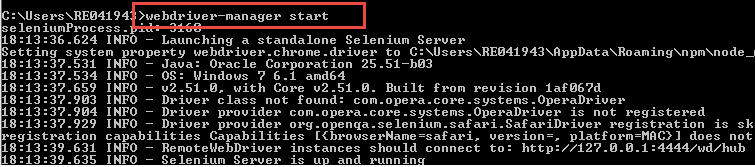 C:\Users\RE041943>webdriver-manager start
seleniumProcess.pid: 3160
18:13:36.624 INFO - Launching a standalone Selenium Server
Setting system property webdriver.chrome.driver to C:\Users\RE041943\AppData\Roaming\npm\node_
18:13:37.531 INFO - Java: Oracle Corporation 25.51-b03
18:13:37.534 INFO - OS: Windows 7 6.1 amd64
18:13:37.659 INFO - v2.51.0, with Core v2.51.0. Built from revision 1af067d
18:13:37.903 INFO - Driver class not found: com.opera.core.systems.OperaDriver
18:13:37.904 INFO - Driver provider com.opera.core.systems.OperaDriver is not registered
18:13:37.929 INFO - Driver provider org.openqa.selenium.safari.SafariDriver registration is sk
registration capabilities Capabilities [{browserName=safari, version=, platform=MAC}] does not
18:13:39.631 INFO - RemoteWebDriver instances should connect to: http://127.0.0.1:4444/wd/hub
18:13:39.635 INFO - Selenium Server is up and running